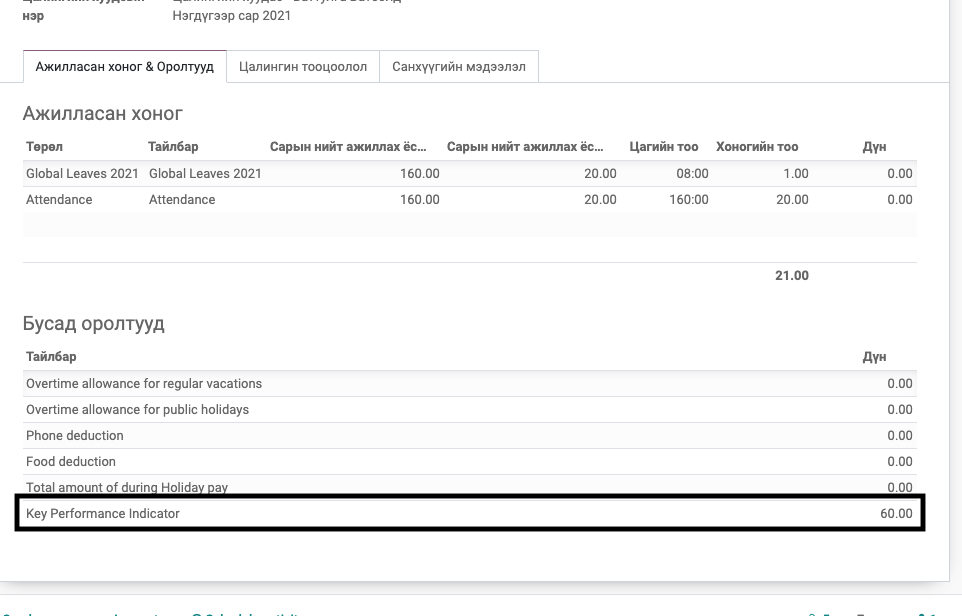 нэр
Нэгдүгээр сар 2021
Ажилласан хоног & Оролтууд Цалингин тооцоолол Санхүүгийн мэдээлэл
Ажилласан хоног
Төрөл Тайлбар Сарын нийт ажиллах ёс... Сарын нийт ажиллах ёс... Цагийн тоо Хоногийн тоо Дүн
Global Leaves 2021 Global Leaves 2021 160.00 20.00 08:00 1.00 0.00
Attendance Attendance 160.00 20.00 160:00 20.00 0.00
21.00
Бусад оролтууд
Тайлбар Дүн
Overtime allowance for regular vacations 0.00
Overtime allowance for public holidays 0.00
Phone deduction 0.00
Food deduction 0.00
Total amount of during Holiday pay 0.00
Key Performance Indicator 60.00